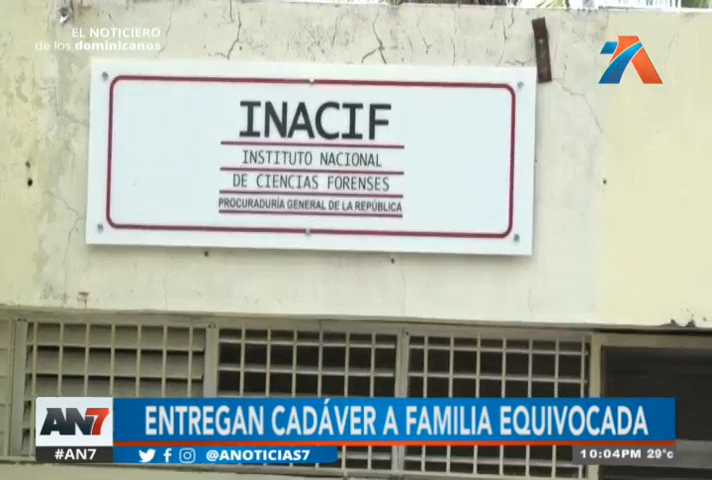 EL NOTICIERO
de los dominicanos
INACIF
INSTITUTO NACIONAL
DE CIENCIAS FORENSES
PROCURADURÍA GENERAL DE LA REPÚBLICA
AN7
ENTREGAN CADÁVER A FAMILIA EQUIVOCADA
#AN7
@ANOTICIAS7
10:04PM 29°c